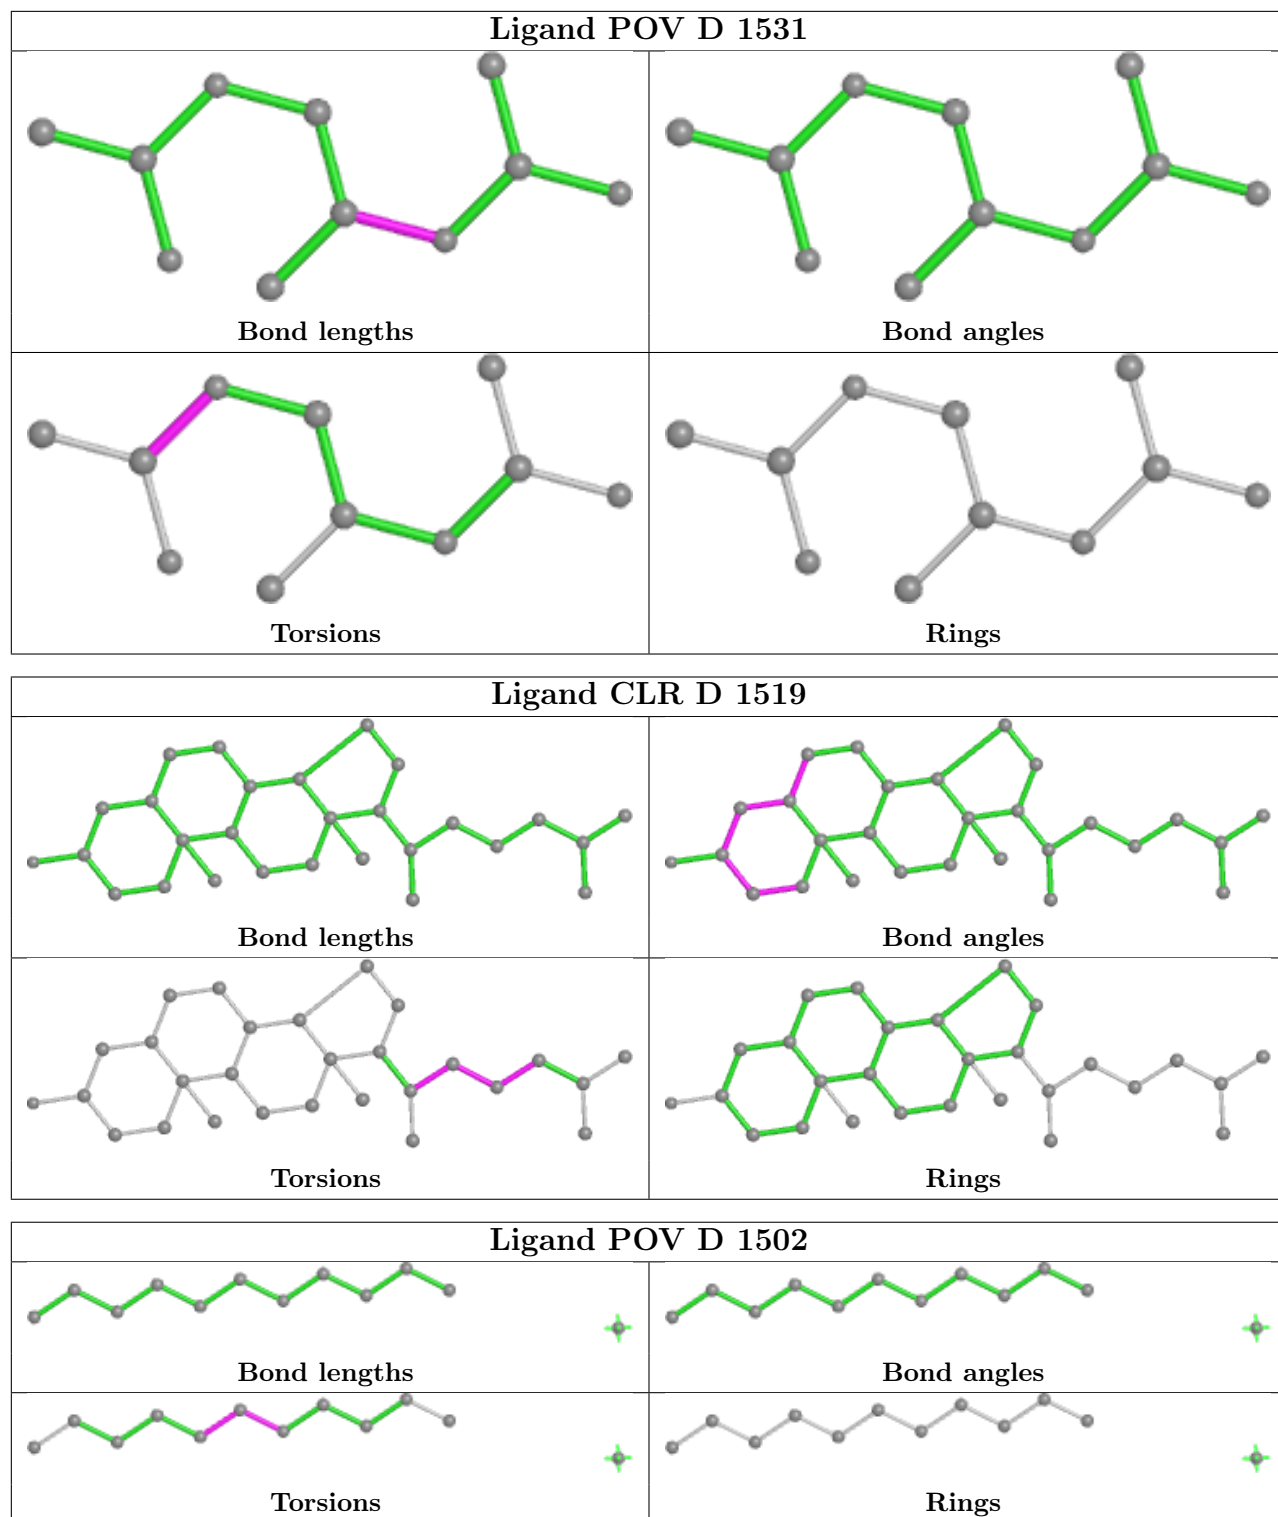 Ligand POV D 1531
Bond lengths
Bond angles
Torsions
Rings
Ligand CLR D 1519
Bond lengths
Bond angles
Torsions
Rings
Ligand POV D 1502
Bond lengths
Bond angles
Torsions
Rings